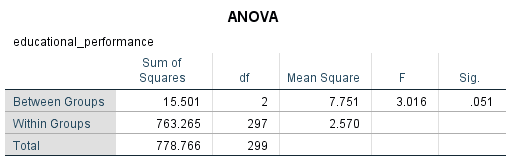 ANOVA
educational_performance
Sum of Squares df Mean Square F Sig.
Between Groups 15.501 2 7.751 3.016 .051
Within Groups 763.265 297 2.570
Total 778.766 299